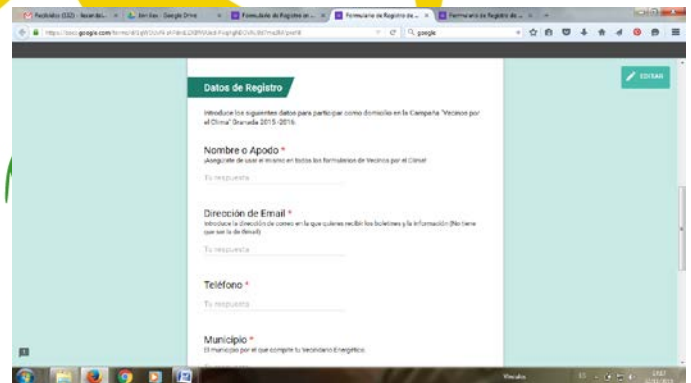 google
EDITAR
Datos de Registro
Introduce los siguientes datos para participar como domicilio en la Campaña "Vecinos por
el Clima" Granada 2015-2016.
Nombre o Apodo *
¡Asegúrate de usar el mismo en todos los formularios de Vecinos por el Clima!
Tu respuesta
Dirección de Email *
Introduce la dirección de correo en la que quieres recibir los boletines y la información (No tiene
que ser la de Gmail)
Tu respuesta
Teléfono *
Tu respuesta
Municipio *
El municipio por el que compite tu Vecindario Energético.